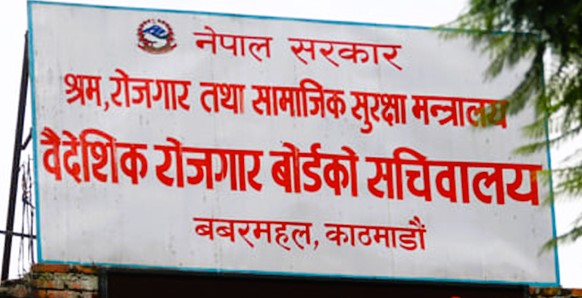 नेपाल सरकार
श्रम, रोजगार तथा सामाजिक सुरक्षा मन्त्रालय
वैदेशिक रोजगार बोर्डको सचिवालय
बबरमहल, काठमाडौं